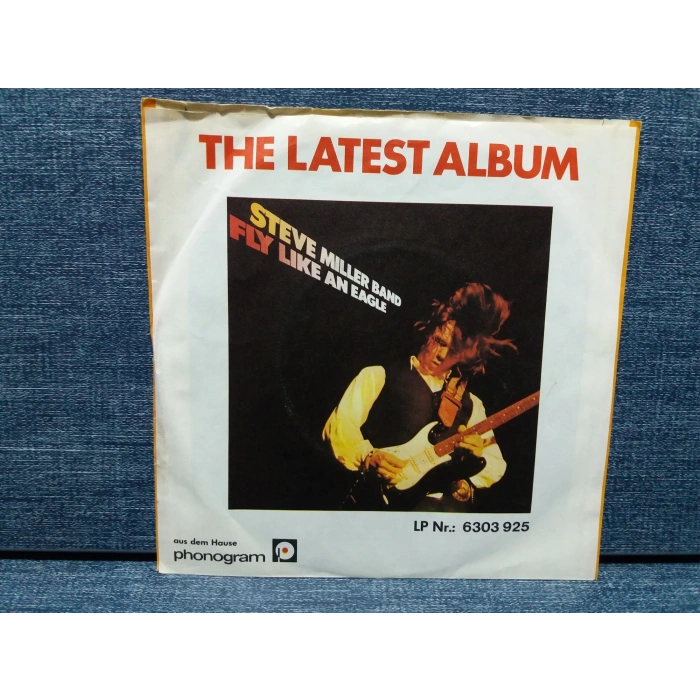 THE LATEST ALBUM
STEVE MILLER BAND
FLY LIKE AN EAGLE
LP Nr.: 6303 925
aus dem Hause
phonogram